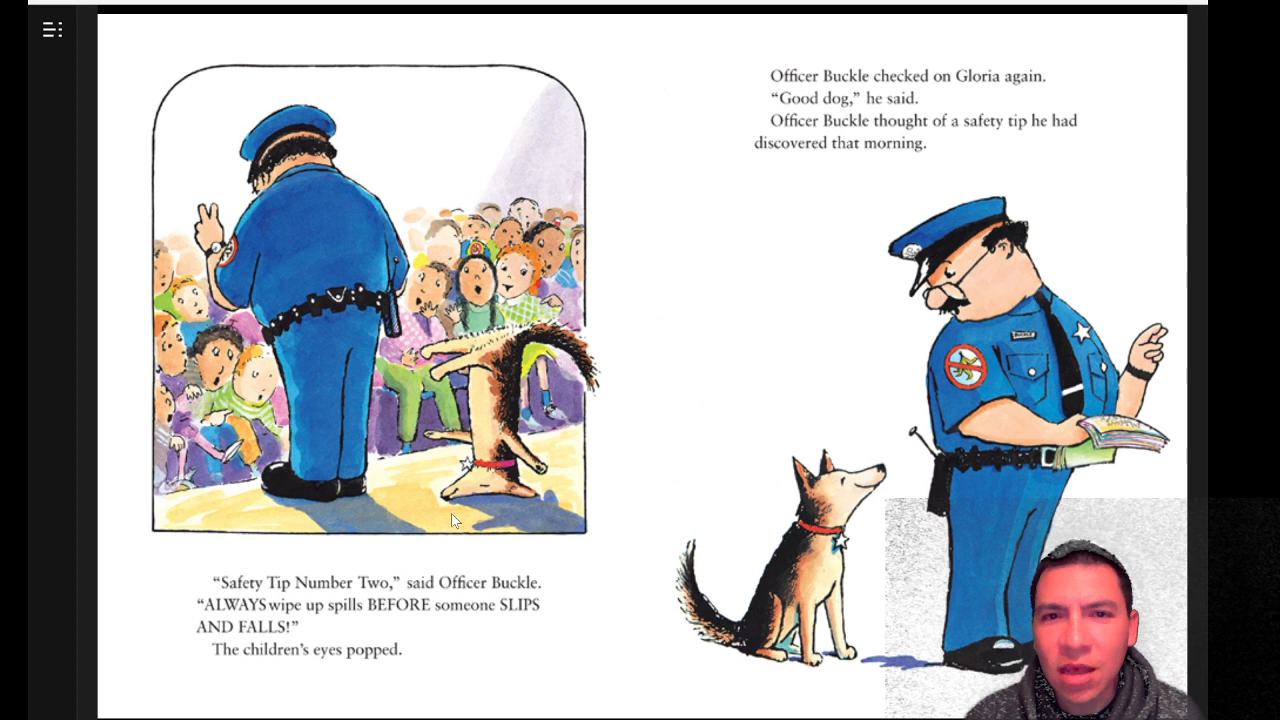 “Safety Tip Number Two,” said Officer Buckle.
“ALWAYS wipe up spills BEFORE someone SLIPS
AND FALLS!”
The children’s eyes popped.
Officer Buckle checked on Gloria again.
“Good dog,” he said.
Officer Buckle thought of a safety tip he had
discovered that morning.
BUCKLE